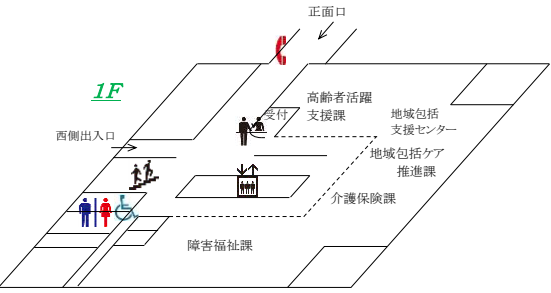 正面口
1F
受付
高齢者活躍
支援課
地域包括
支援センター
西側出入口
地域包括ケア
推進課
介護保険課
障害福祉課